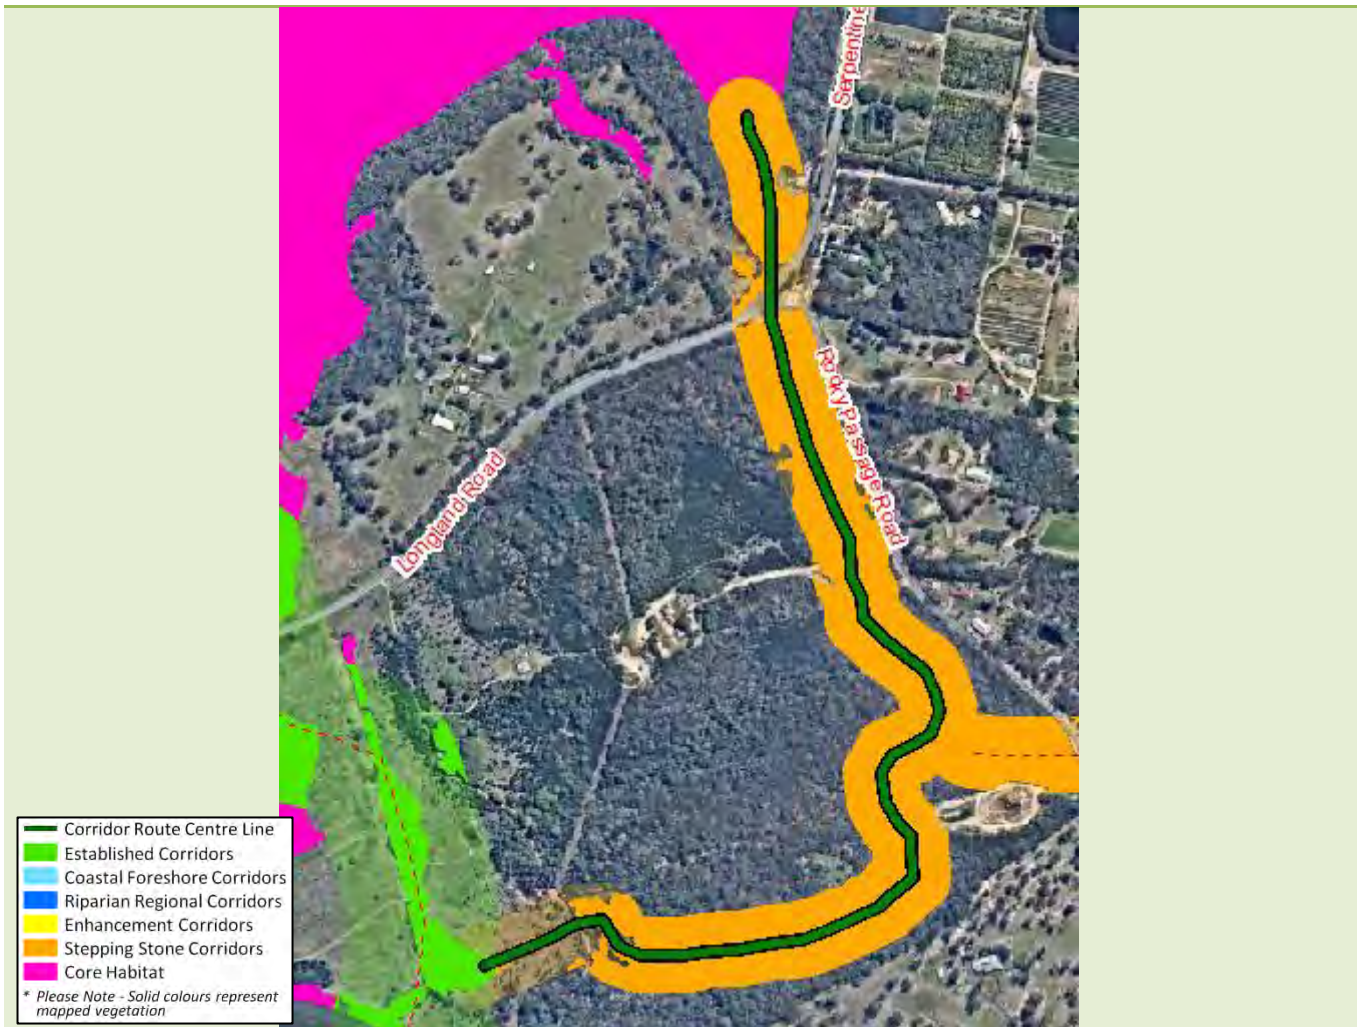 Serpentine
Rocky Passage Road
Longland Road
Corridor Route Centre Line
Established Corridors
Coastal Foreshore Corridors
Riparian Regional Corridors
Enhancement Corridors
Stepping Stone Corridors
Core Habitat
* Please Note - Solid colours represent
mapped vegetation